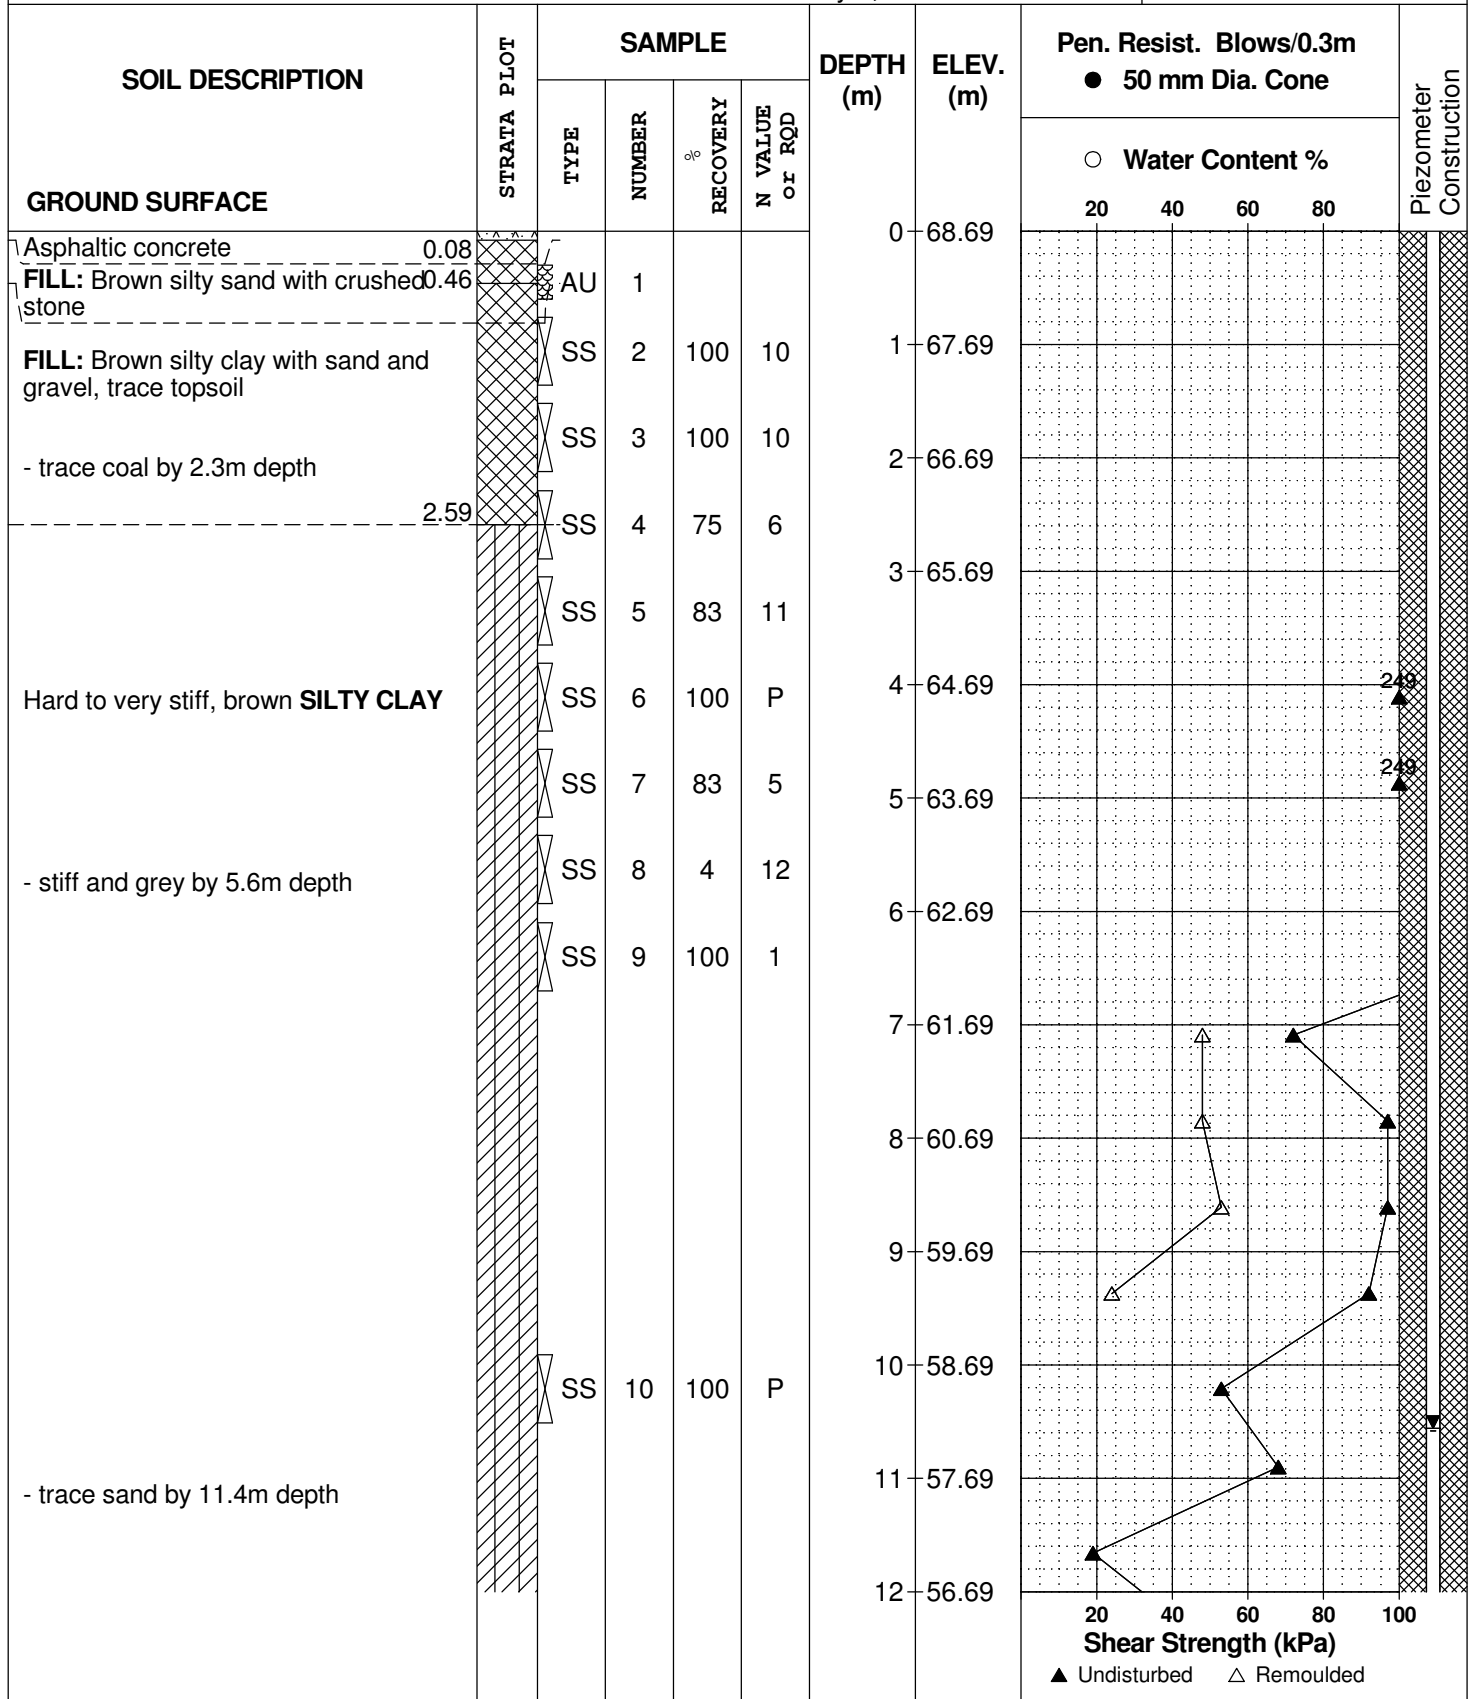 SOIL DESCRIPTION
GROUND SURFACE
STRATA PLOT
SAMPLE
TYPE
NUMBER
%
RECOVERY
N VALUE
or RQD
DEPTH
(m)
ELEV.
(m)
Pen. Resist. Blows/0.3m
● 50 mm Dia. Cone
○ Water Content %
20 40 60 80
Piezometer
Construction
0 68.69
Asphaltic concrete 0.08
FILL: Brown silty sand with crushed 0.46
stone
AU 1
SS 2 100 10
1 67.69
FILL: Brown silty clay with sand and
gravel, trace topsoil
SS 3 100 10
2 66.69
- trace coal by 2.3m depth
2.59
SS 4 75 6
3 65.69
SS 5 83 11
4 64.69
249
Hard to very stiff, brown SILTY CLAY
SS 6 100 P
249
SS 7 83 5
5 63.69
SS 8 4 12
- stiff and grey by 5.6m depth
6 62.69
SS 9 100 1
7 61.69
8 60.69
9 59.69
10 58.69
SS 10 100 P
11 57.69
- trace sand by 11.4m depth
12 56.69
20 40 60 80 100
Shear Strength (kPa)
▲ Undisturbed △ Remoulded